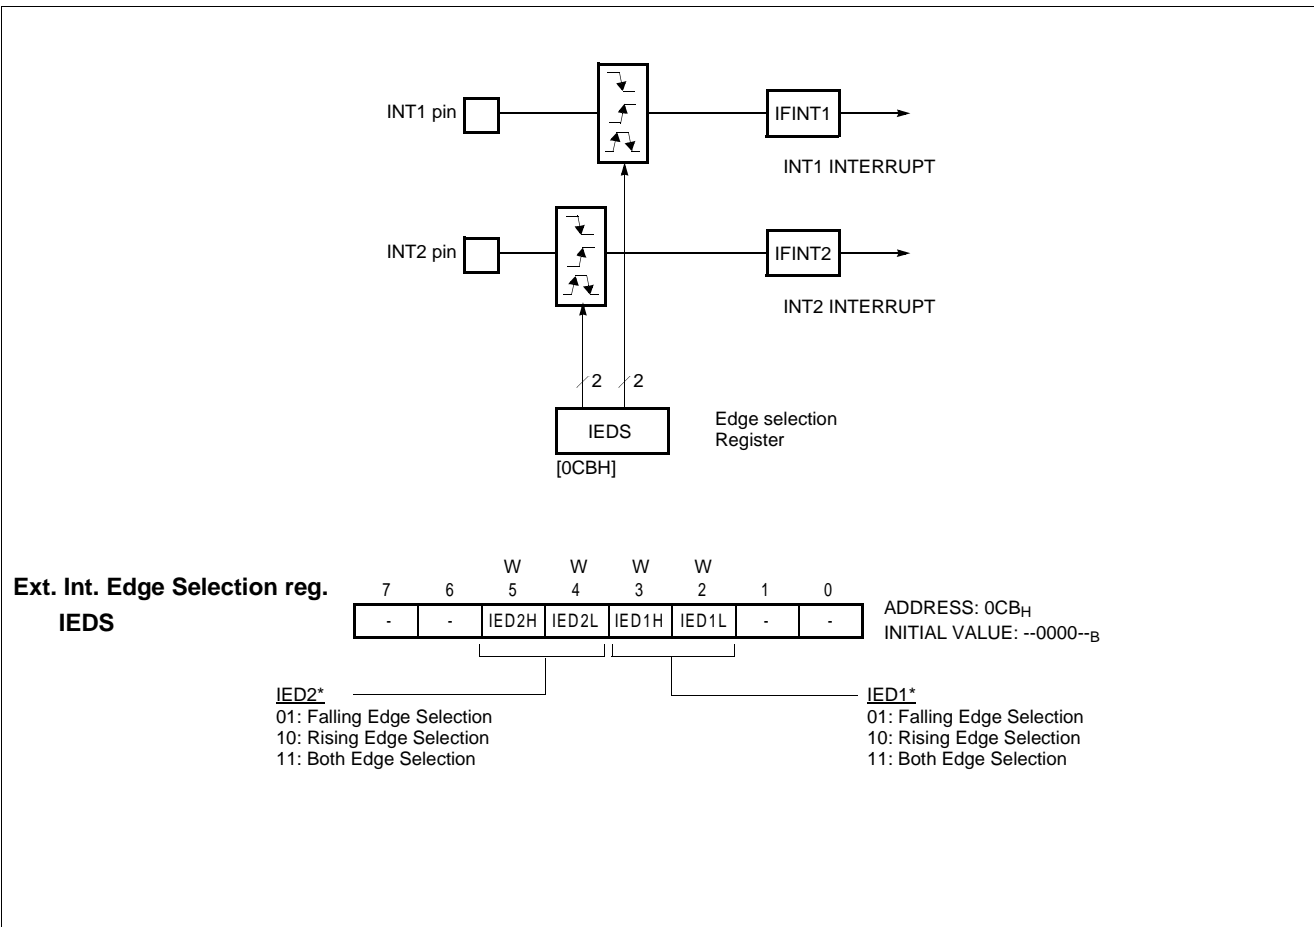 INT1 pin
IFINT1
INT1 INTERRUPT
INT2 pin
IFINT2
INT2 INTERRUPT
2 2
IEDS
Edge selection
Register
[0CBH]
W W W W
Ext. Int. Edge Selection reg.
7 6 5 4 3 2 1 0
IEDS
- - IED2H IED2L IED1H IED1L - -
ADDRESS: 0CBH
INITIAL VALUE: --0000--B
IED2*
01: Falling Edge Selection
10: Rising Edge Selection
11: Both Edge Selection
IED1*
01: Falling Edge Selection
10: Rising Edge Selection
11: Both Edge Selection